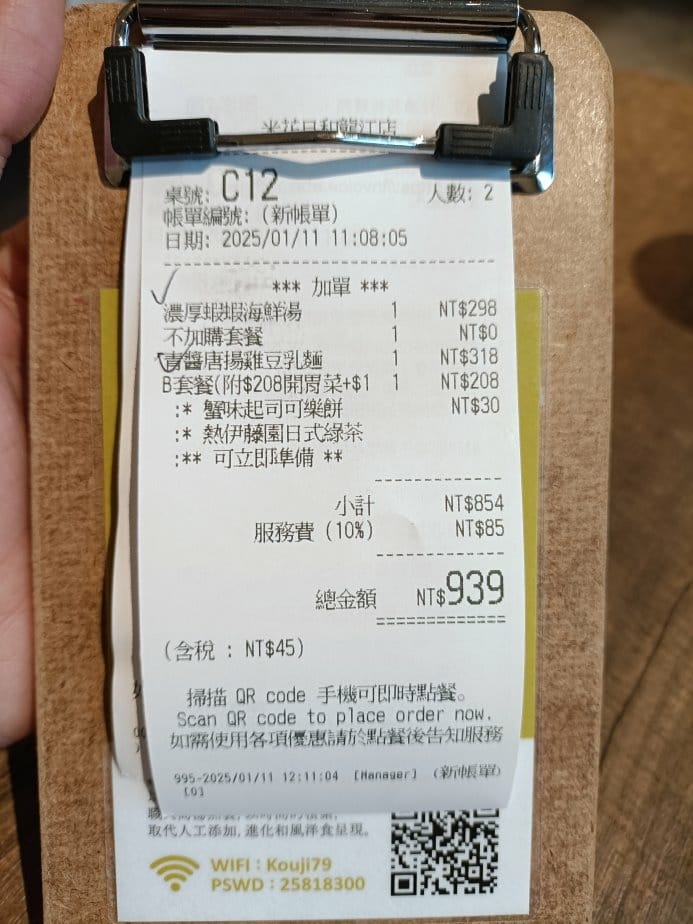 米花日和龍江店
桌號: C12 人數: 2
帳單編號: (新帳單)
日期: 2025/01/11 11:08:05
*** 加單 ***
濃厚蝦蝦海鮮湯 1 NT$298
不加購套餐 1 NT$0
青醬唐揚雞豆乳麵 1 NT$318
B套餐(附$208開胃菜+$1 1 NT$208
:* 蟹味起司可樂餅 NT$30
:* 熱伊藤園日式綠茶
:** 可立即準備 **
小計 NT$854
服務費 (10%) NT$85
總金額 NT$939
(含稅 : NT$45)
掃描 QR code 手機可即時點餐。
Scan QR code to place order now.
如需使用各項優惠請於點餐後告知服務
995-2025/01/11 12:11:04 [Manager] (新帳單)
[0]
取代人工添加, 進化和風洋食呈現。
WIFI : Kouji79
PSWD : 25818300